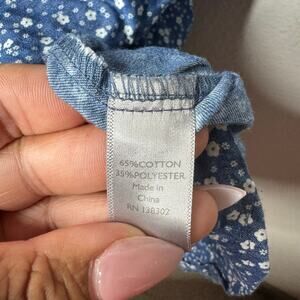 65%COTTON
35%POLYESTER
Made in
China
RN 138302